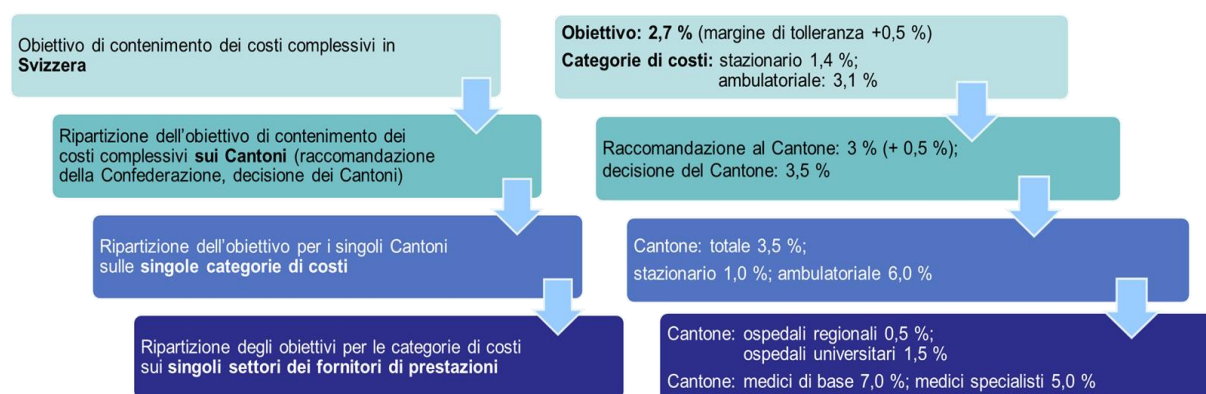 Obiettivo di contenimento dei costi complessivi in
Svizzera
Obiettivo: 2,7 % (margine di tolleranza +0,5 %)
Categorie di costi: stazionario 1,4 %;
ambulatoriale: 3,1 %
Ripartizione dell'obiettivo di contenimento dei
costi complessivi sui Cantoni (raccomandazione
della Confederazione, decisione dei Cantoni)
Raccomandazione al Cantone: 3 % (+ 0,5 %);
decisione del Cantone: 3,5 %
Ripartizione dell'obiettivo per i singoli Cantoni
sulle singole categorie di costi
Cantone: totale 3,5 %;
stazionario 1,0 %; ambulatoriale 6,0 %
Ripartizione degli obiettivi per le categorie di costi
sui singoli settori dei fornitori di prestazioni
Cantone: ospedali regionali 0,5 %;
ospedali universitari 1,5 %
Cantone: medici di base 7,0 %; medici specialisti 5,0 %